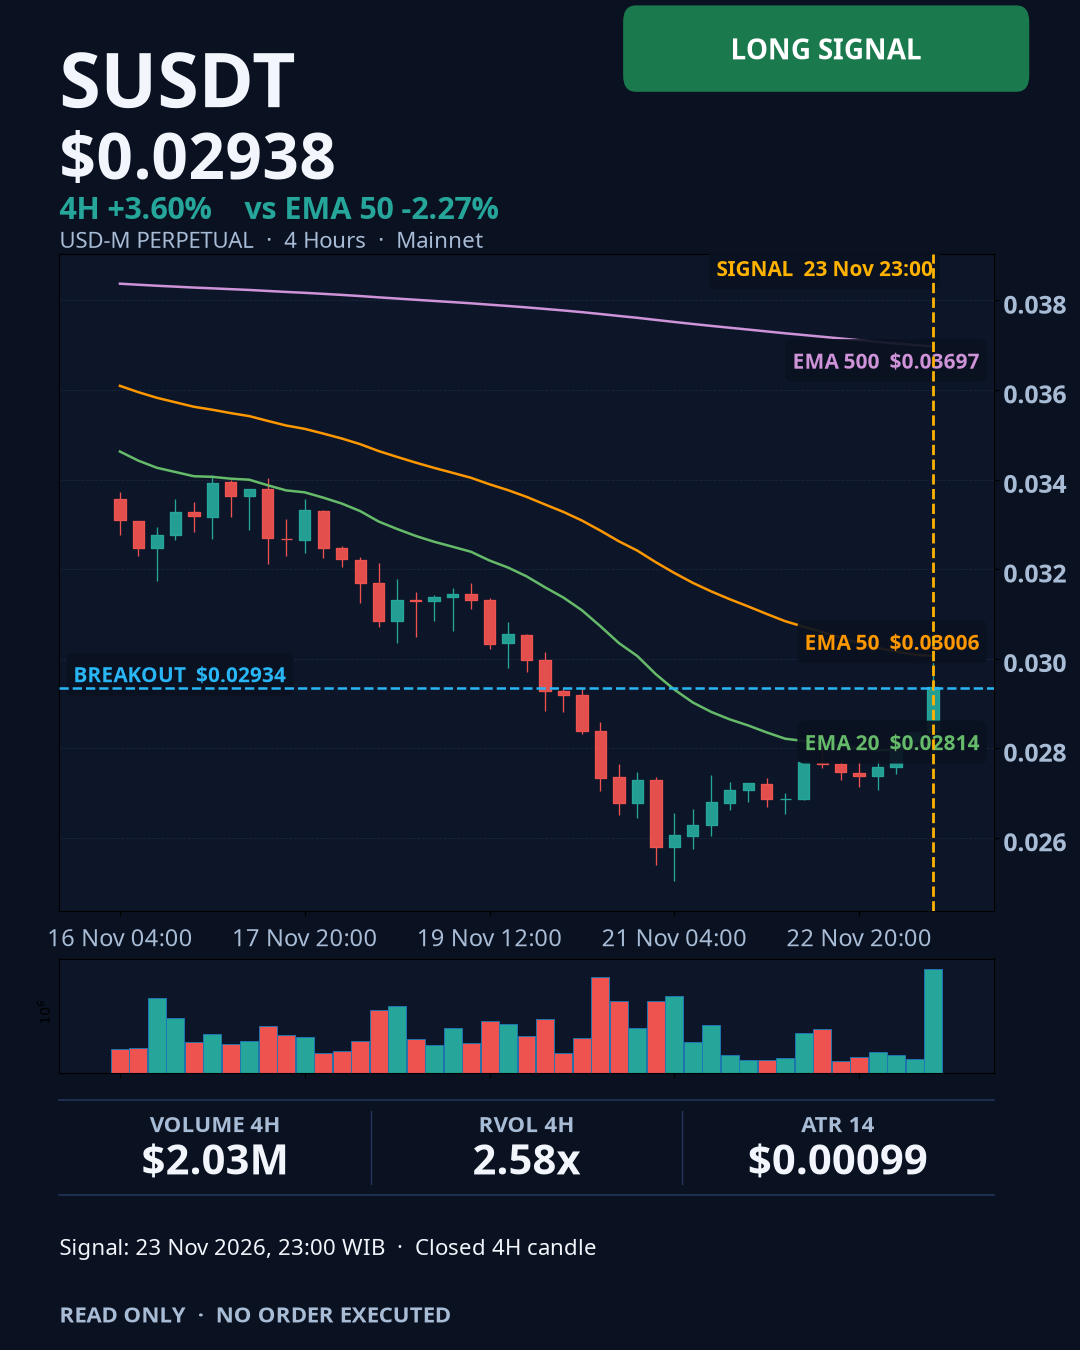 LONG SIGNAL
SUSDT
$0.02938
4H +3.60% vs EMA 50 -2.27%
USD-M PERPETUAL · 4 Hours · Mainnet
SIGNAL 23 Nov 23:00
0.038
EMA 500 $0.03697
0.036
0.034
0.032
EMA 50 $0.03006
0.030
BREAKOUT $0.02934
EMA 20 $0.02814
0.028
0.026
16 Nov 04:00 17 Nov 20:00 19 Nov 12:00 21 Nov 04:00 22 Nov 20:00
10⁶
VOLUME 4H RVOL 4H ATR 14
$2.03M 2.58x $0.00099
Signal: 23 Nov 2026, 23:00 WIB · Closed 4H candle
READ ONLY · NO ORDER EXECUTED